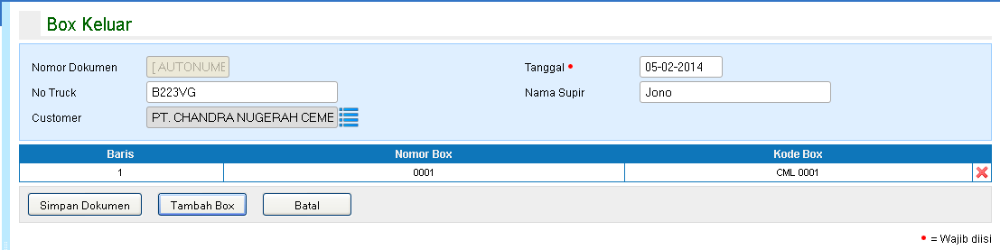 Box Keluar
Nomor Dokumen [AUTONUME Tanggal • 05-02-2014
No Truck B223VG Nama Supir Jono
Customer PT. CHANDRA NUGERAH CEME
Baris Nomor Box Kode Box
1 0001 CML 0001
Simpan Dokumen Tambah Box Batal
• = Wajib diisi